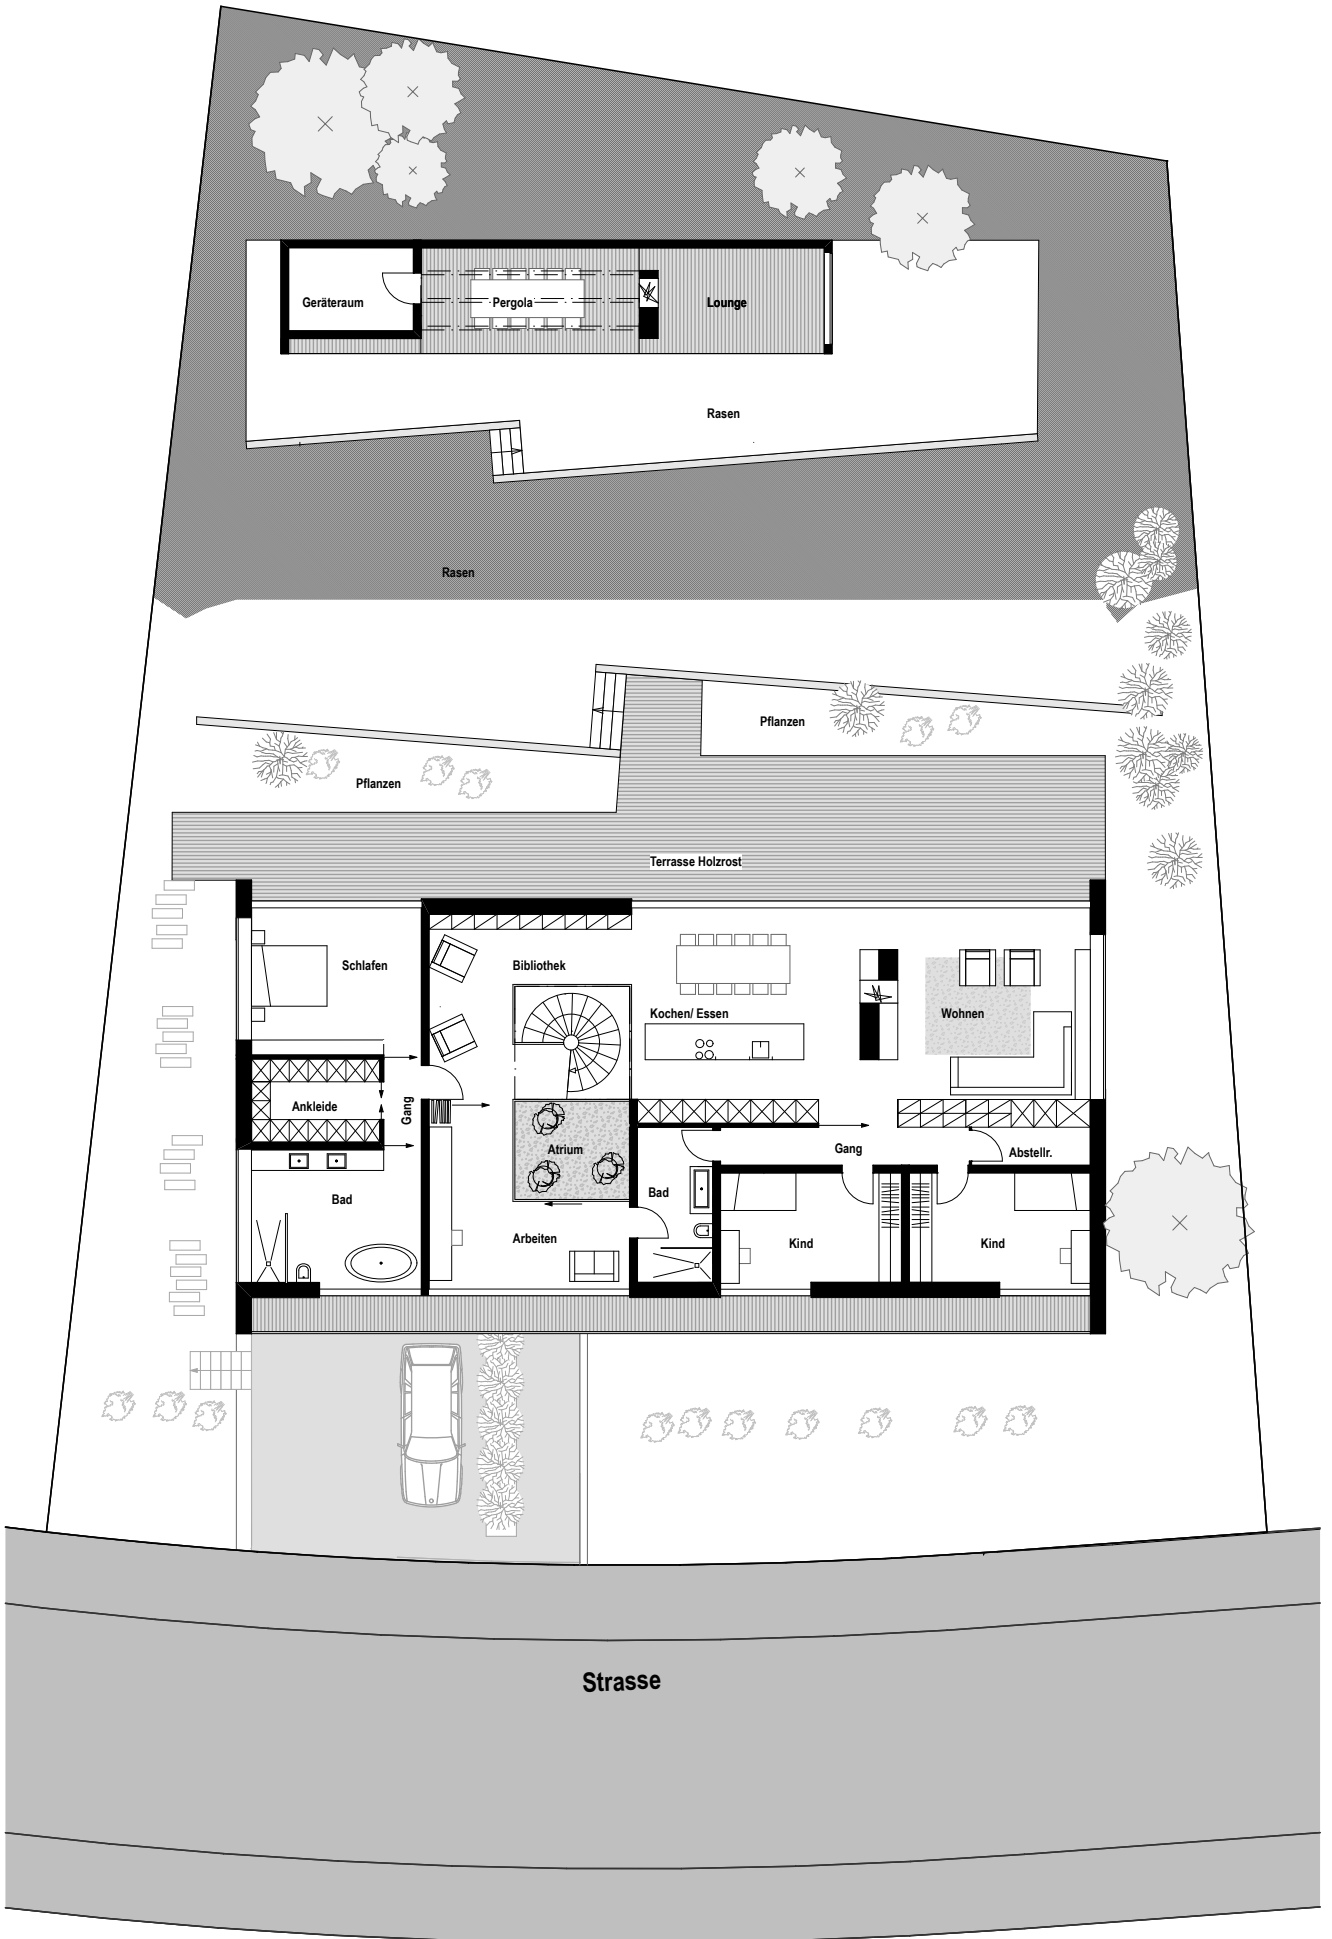 Geräteraum
Pergola
Lounge
Rasen
Rasen
Pflanzen
Pflanzen
Terrasse Holzrost
Schlafen
Bibliothek
Kochen/ Essen
Wohnen
Ankleide
Gang
Atrium
Gang
Abstellr.
Bad
Bad
Arbeiten
Kind
Kind
Strasse